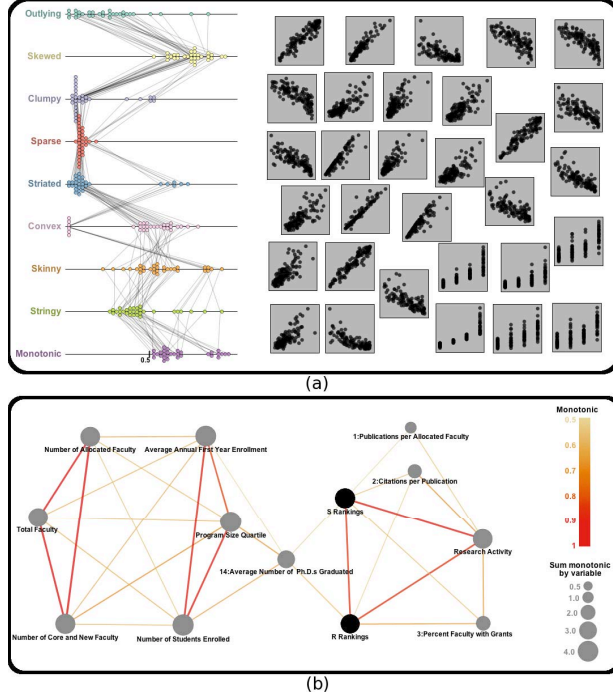 Outlying
Skewed
Clumpy
Sparse
Striated
Convex
Skinny
Stringy
Monotonic
0.5
(a)
Number of Allocated Faculty
Average Annual First Year Enrollment
Total Faculty
Program Size Quartile
14:Average Number of Ph.D.s Graduated
Number of Core and New Faculty
Number of Students Enrolled
1:Publications per Allocated Faculty
2:Citations per Publication
S Rankings
Research Activity
R Rankings
3:Percent Faculty with Grants
Monotonic
0.5
0.6
0.7
0.8
0.9
1
Sum monotonic
by variable
0.5
1.0
2.0
3.0
4.0
(b)